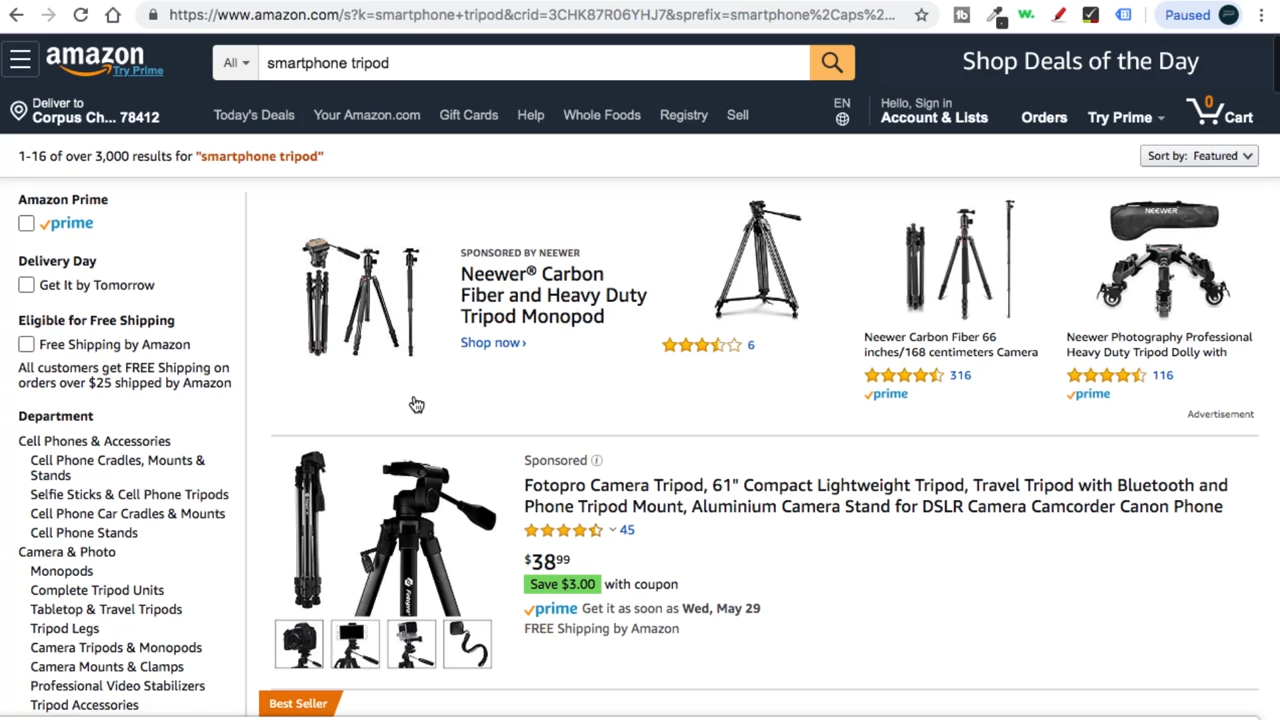 https://www.amazon.com/s?k=smartphone+tripod&crid=3CHK87R06YHJ7&sprefix=smartphone%2Caps%2...
Paused
amazon
Try Prime
All
smartphone tripod
Shop Deals of the Day
Deliver to
Corpus Ch... 78412
Today's Deals
Your Amazon.com
Gift Cards
Help
Whole Foods
Registry
Sell
EN
Hello, Sign in
Account & Lists
Orders
Try Prime
0
Cart
1-16 of over 3,000 results for "smartphone tripod"
Sort by: Featured
Amazon Prime
prime
Delivery Day
Get It by Tomorrow
Eligible for Free Shipping
Free Shipping by Amazon
All customers get FREE Shipping on
orders over $25 shipped by Amazon
Department
Cell Phones & Accessories
Cell Phone Cradles, Mounts &
Stands
Selfie Sticks & Cell Phone Tripods
Cell Phone Car Cradles & Mounts
Cell Phone Stands
Camera & Photo
Monopods
Complete Tripod Units
Tabletop & Travel Tripods
Tripod Legs
Camera Tripods & Monopods
Camera Mounts & Clamps
Professional Video Stabilizers
Tripod Accessories
SPONSORED BY NEEWER
Neewer® Carbon
Fiber and Heavy Duty
Tripod Monopod
Shop now›
6
Neewer Carbon Fiber 66
inches/168 centimeters Camera
316
prime
NEEWER
Neewer Photography Professional
Heavy Duty Tripod Dolly with
116
prime
Advertisement
Fotopro
Sponsored
Fotopro Camera Tripod, 61" Compact Lightweight Tripod, Travel Tripod with Bluetooth and
Phone Tripod Mount, Aluminium Camera Stand for DSLR Camera Camcorder Canon Phone
45
$3899
Save $3.00 with coupon
prime Get it as soon as Wed, May 29
FREE Shipping by Amazon
Best Seller